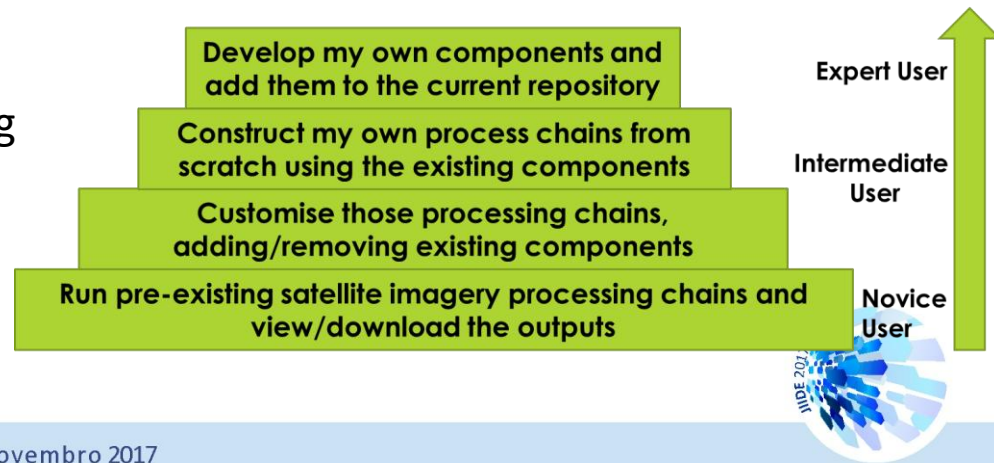 Develop my own components and
add them to the current repository
Expert User
g
Construct my own process chains from
scratch using the existing components
Intermediate
User
Customise those processing chains,
adding/removing existing components
Run pre-existing satellite imagery processing chains and
view/download the outputs
Novice
User
JIIDE 2017
ovembro 2017